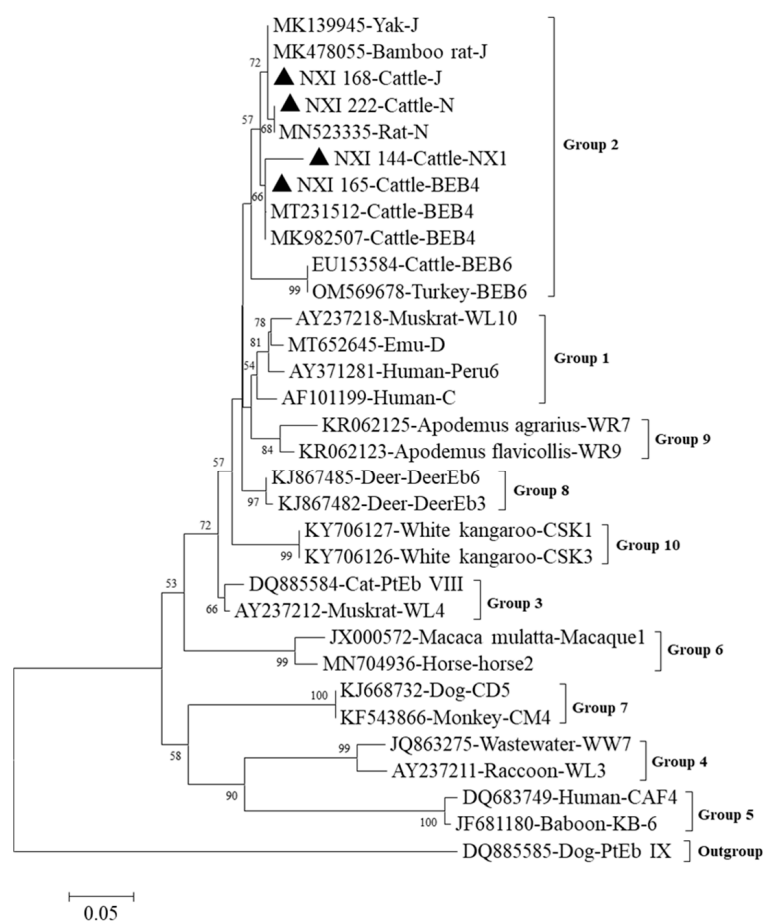 MK139945-Yak-J
MK478055-Bamboo rat-J
72
NXI 168-Cattle-J
NXI 222-Cattle-N
57
68
MN523335-Rat-N
Group 2
NXI 144-Cattle-NX1
NXI 165-Cattle-BEB4
66
MT231512-Cattle-BEB4
MK982507-Cattle-BEB4
EU153584-Cattle-BEB6
99
OM569678-Turkey-BEB6
78
AY237218-Muskrat-WL10
81
MT652645-Emu-D
Group 1
54
AY371281-Human-Peru6
AF101199-Human-C
KR062125-Apodemus agrarius-WR7
Group 9
84
KR062123-Apodemus flavicollis-WR9
57
KJ867485-Deer-DeerEb6
Group 8
97
KJ867482-Deer-DeerEb3
72
KY706127-White kangaroo-CSK1
Group 10
99
KY706126-White kangaroo-CSK3
53
DQ885584-Cat-PtEb VIII
Group 3
66
AY237212-Muskrat-WL4
JX000572-Macaca mulatta-Macaque1
Group 6
99
MN704936-Horse-horse2
100
KJ668732-Dog-CD5
Group 7
KF543866-Monkey-CM4
58
99
JQ863275-Wastewater-WW7
Group 4
AY237211-Raccoon-WL3
90
DQ683749-Human-CAF4
Group 5
100
JF681180-Baboon-KB-6
DQ885585-Dog-PtEb IX
Outgroup
0.05